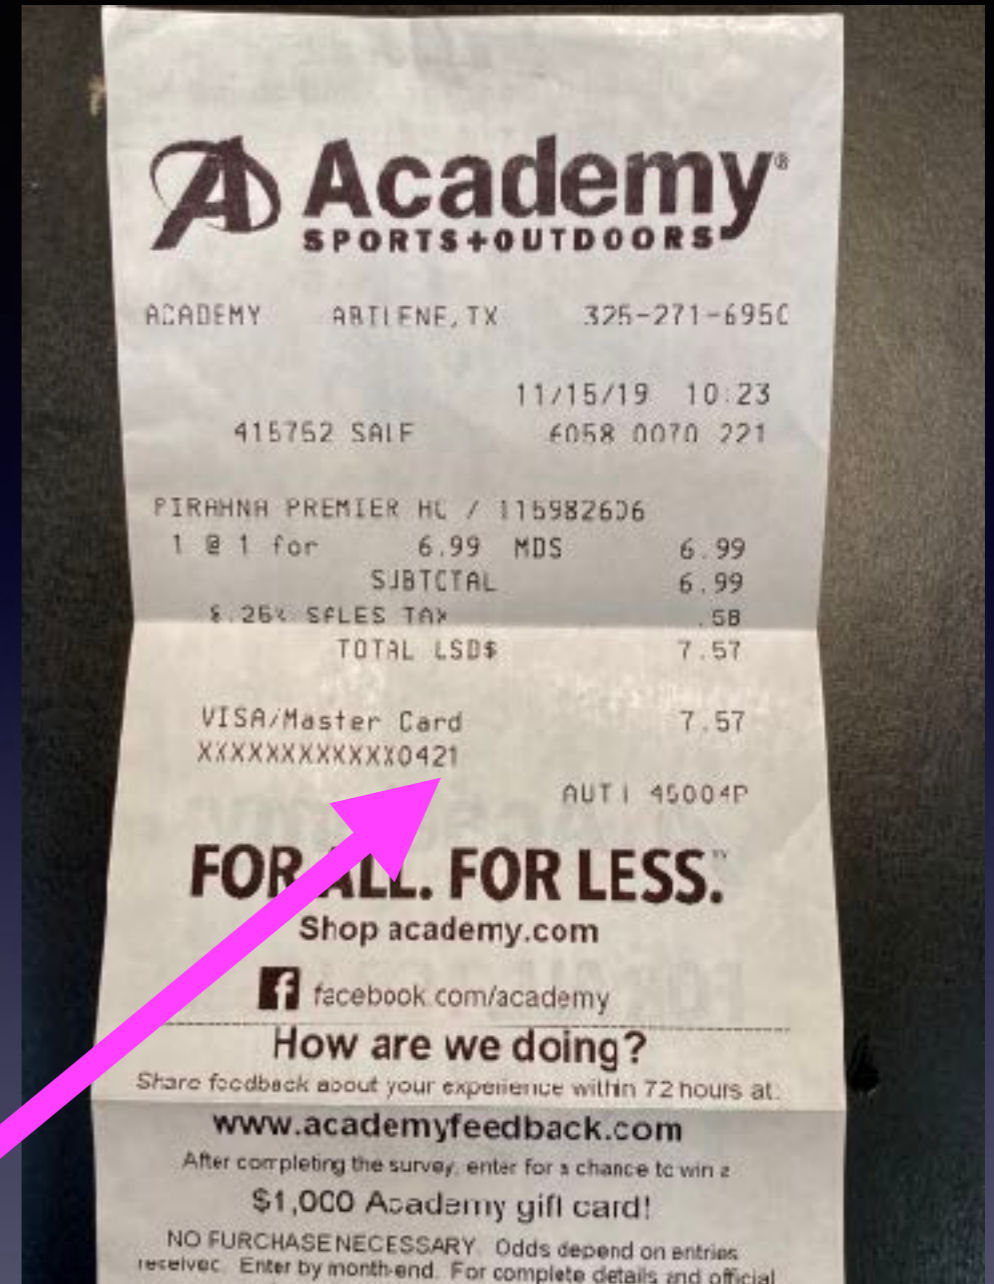 Academy®
SPORTS+OUTDOORS
ACADEMY ABILENE, TX 325-271-6950
11/15/19 10:23
415752 SALE 6058 0070 221
PIRAHNA PREMIER HO / 115982606
1 @ 1 for 6.99 MDS 6.99
SUBTOTAL 6.99
8.25% SALES TAX .58
TOTAL USD$ 7.57
VISA/Master Card 7.57
XXXXXXXXXXXX0421
AUT 45004P
FOR ALL. FOR LESS.
Shop academy.com
facebook.com/academy
How are we doing?
Share feedback about your experience within 72 hours at:
www.academyfeedback.com
After completing the survey, enter for a chance to win a
$1,000 Academy gift card!
NO PURCHASE NECESSARY. Odds depend on entries
received. Enter by month-end. For complete details and official